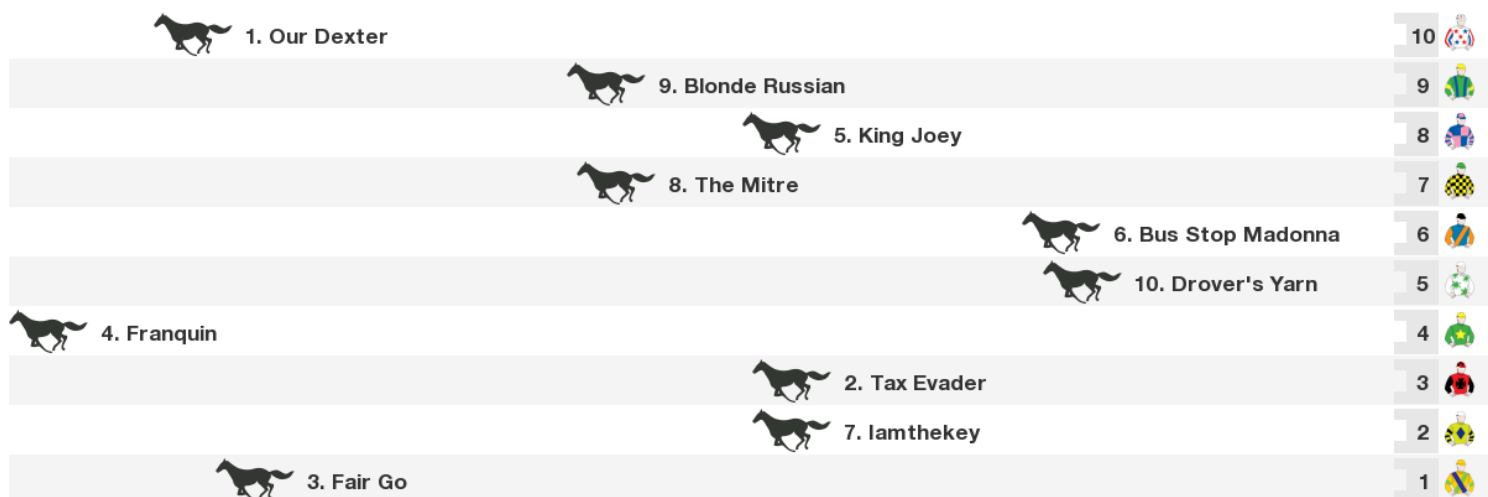 1. Our Dexter 10
9. Blonde Russian 9
5. King Joey 8
8. The Mitre 7
6. Bus Stop Madonna 6
10. Drover's Yarn 5
4. Franquin 4
2. Tax Evader 3
7. Iamthekey 2
3. Fair Go 1